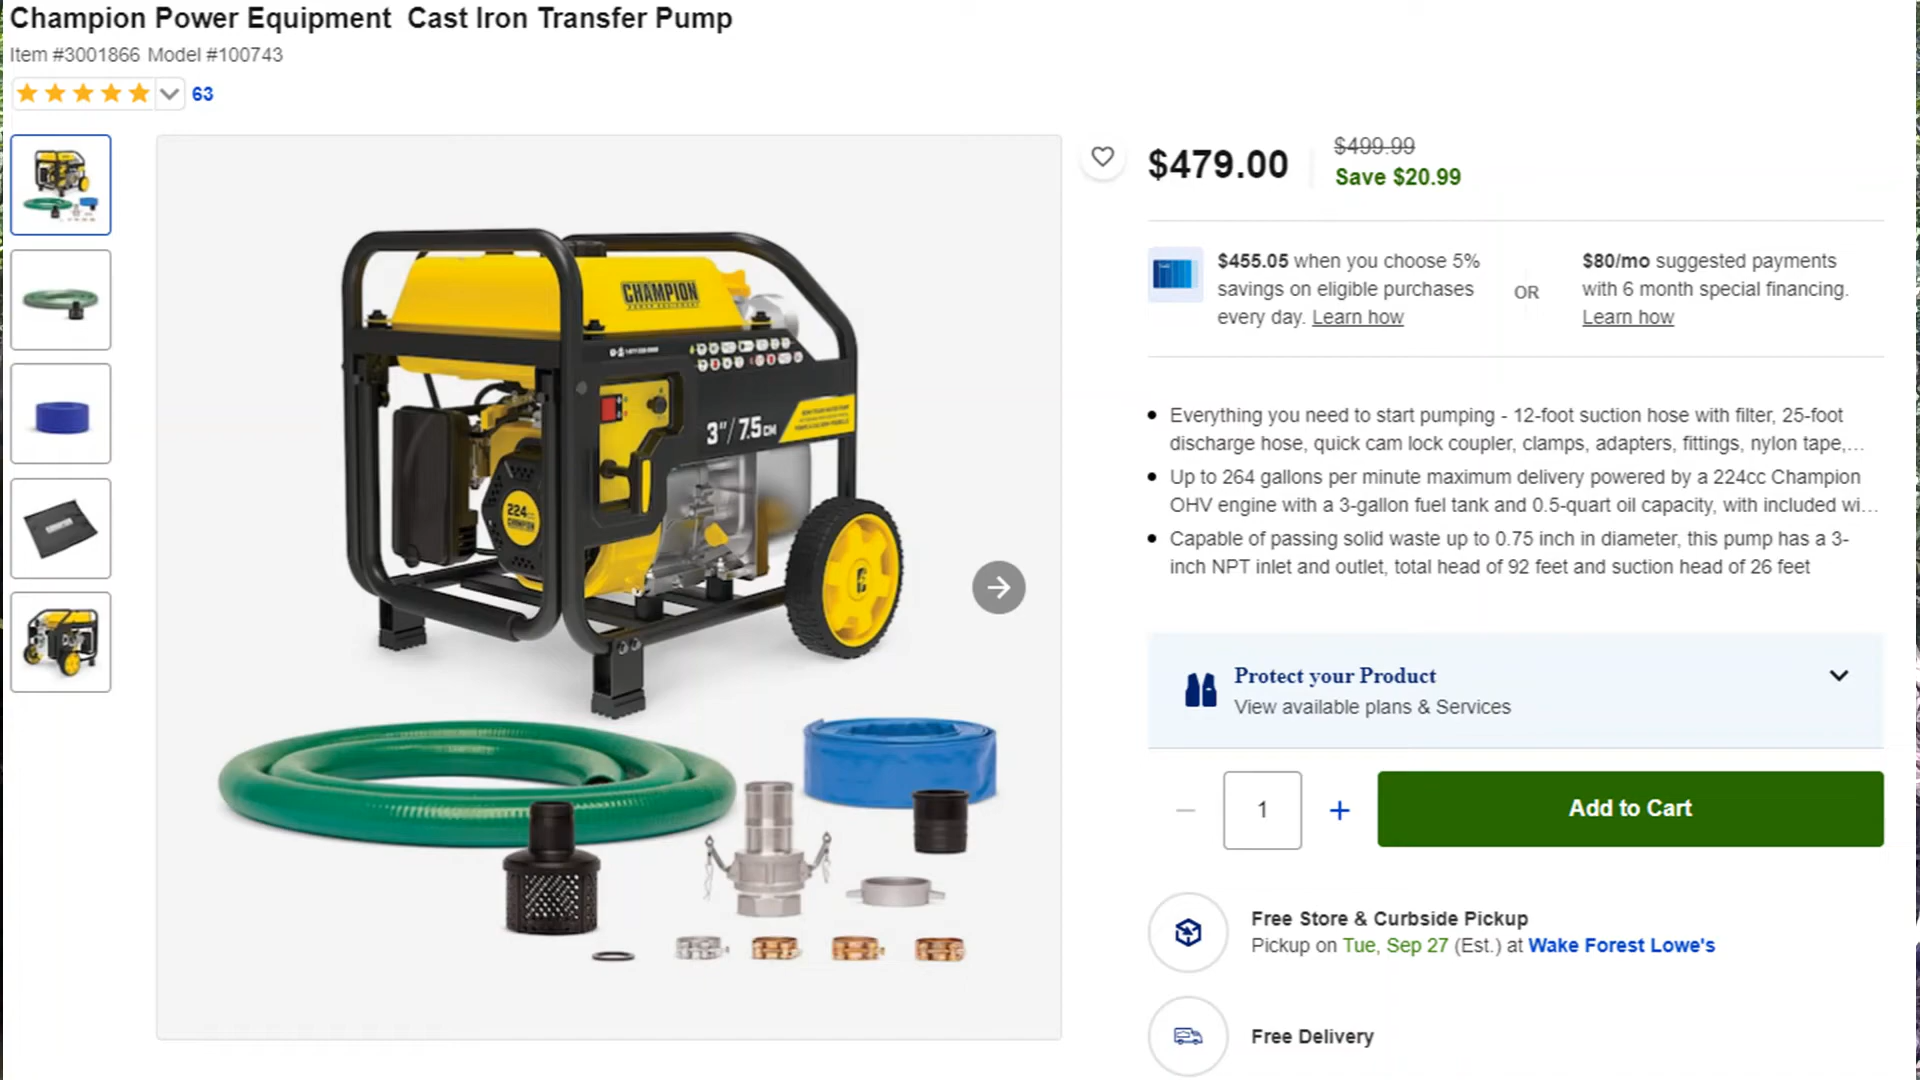 Champion Power Equipment Cast Iron Transfer Pump
Item #3001866 Model #100743
63
$479.00
$499.99
Save $20.99
$455.05 when you choose 5%
savings on eligible purchases
every day. Learn how
OR
$80/mo suggested payments
with 6 month special financing.
Learn how
CHAMPION
POWER EQUIPMENT
3"/7.5 CM
224cc
CHAMPION
Everything you need to start pumping - 12-foot suction hose with filter, 25-foot
discharge hose, quick cam lock coupler, clamps, adapters, fittings, nylon tape,...
Up to 264 gallons per minute maximum delivery powered by a 224cc Champion
OHV engine with a 3-gallon fuel tank and 0.5-quart oil capacity, with included wi...
Capable of passing solid waste up to 0.75 inch in diameter, this pump has a 3-
inch NPT inlet and outlet, total head of 92 feet and suction head of 26 feet
Protect your Product
View available plans & Services
1
Add to Cart
Free Store & Curbside Pickup
Pickup on Tue, Sep 27 (Est.) at Wake Forest Lowe's
Free Delivery